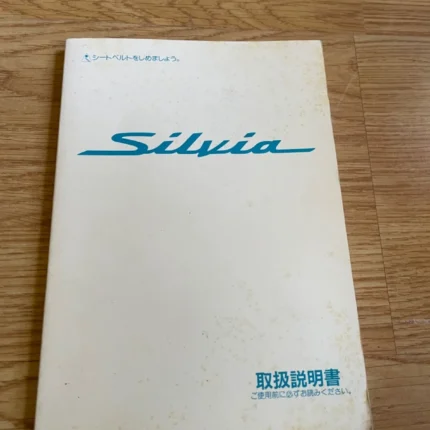 シートベルトをしめましょう。
Silvia
取扱説明書
ご使用前に必ずお読みください。